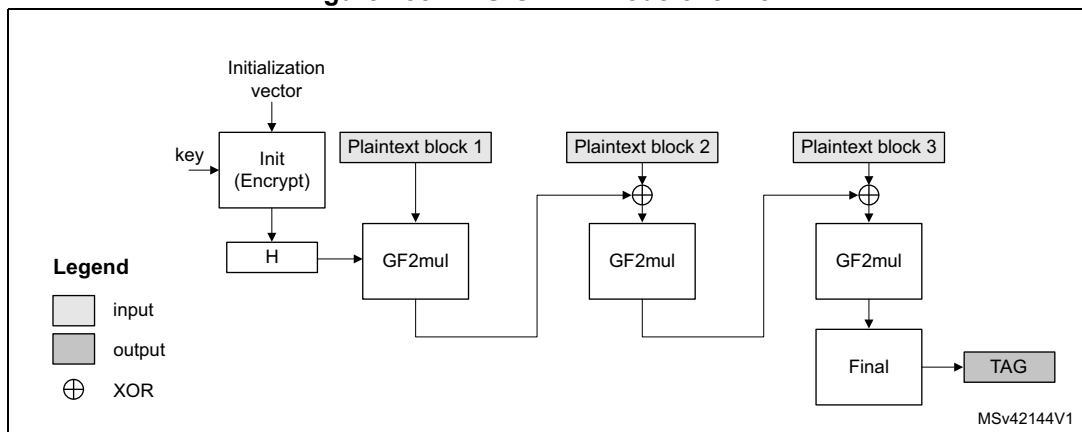 Initialization
vector
key
Init
(Encrypt)
Plaintext block 1
Plaintext block 2
Plaintext block 3
H
GF2mul
GF2mul
GF2mul
Legend
input
output
XOR
Final
TAG
MSv42144V1